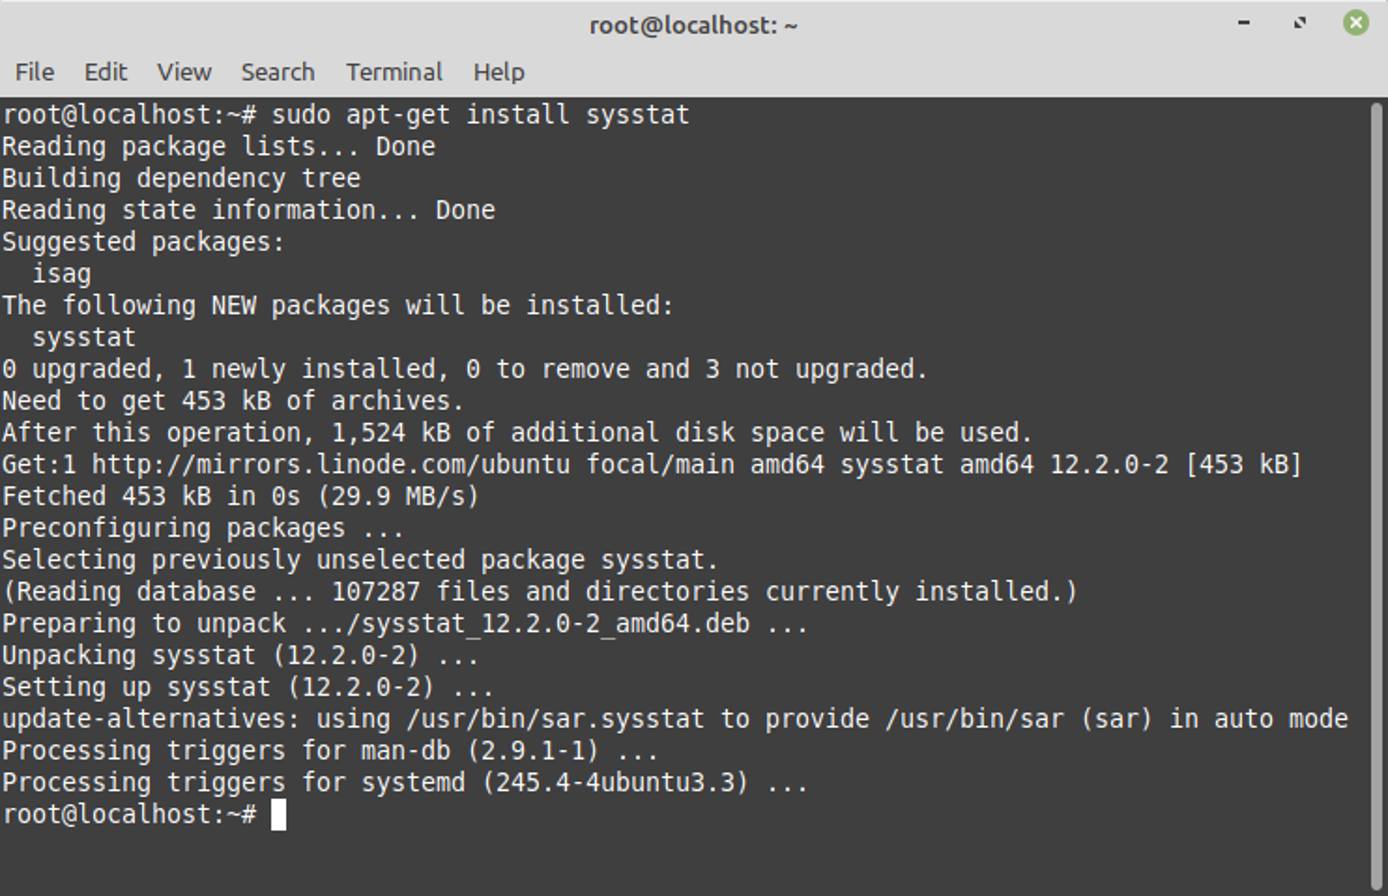 root@localhost: ~
File Edit View Search Terminal Help
root@localhost:~# sudo apt-get install sysstat
Reading package lists... Done
Building dependency tree
Reading state information... Done
Suggested packages:
  isag
The following NEW packages will be installed:
  sysstat
0 upgraded, 1 newly installed, 0 to remove and 3 not upgraded.
Need to get 453 kB of archives.
After this operation, 1,524 kB of additional disk space will be used.
Get:1 http://mirrors.linode.com/ubuntu focal/main amd64 sysstat amd64 12.2.0-2 [453 kB]
Fetched 453 kB in 0s (29.9 MB/s)
Preconfiguring packages ...
Selecting previously unselected package sysstat.
(Reading database ... 107287 files and directories currently installed.)
Preparing to unpack .../sysstat_12.2.0-2_amd64.deb ...
Unpacking sysstat (12.2.0-2) ...
Setting up sysstat (12.2.0-2) ...
update-alternatives: using /usr/bin/sar.sysstat to provide /usr/bin/sar (sar) in auto mode
Processing triggers for man-db (2.9.1-1) ...
Processing triggers for systemd (245.4-4ubuntu3.3) ...
root@localhost:~#